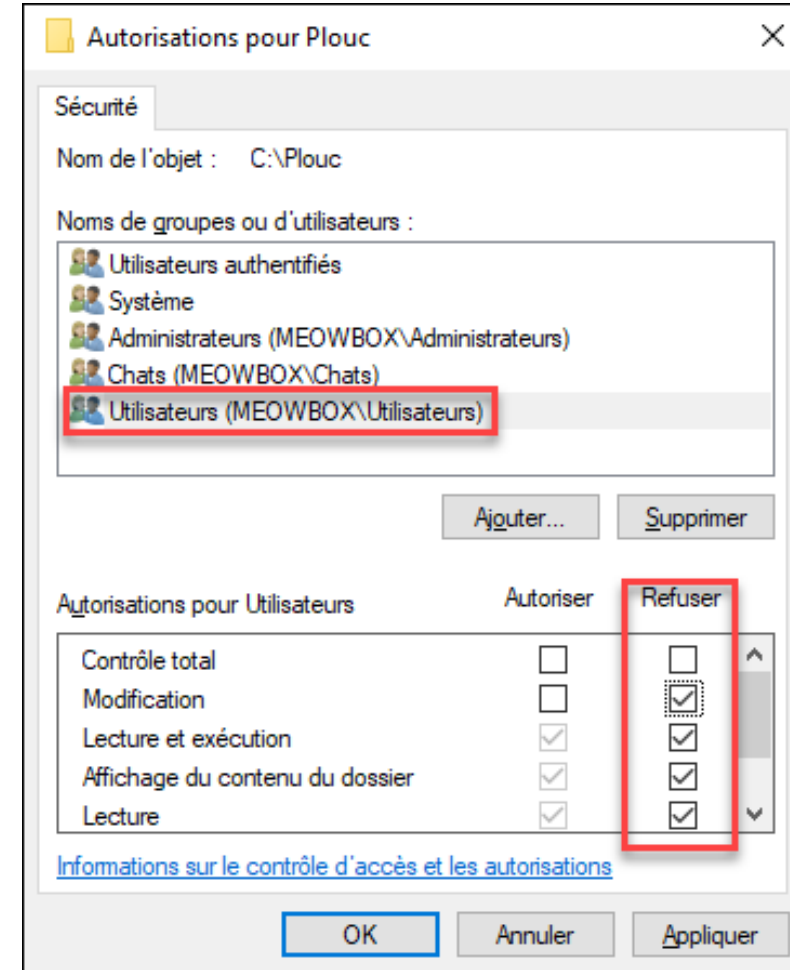 Autorisations pour Plouc
Sécurité
Nom de l'objet : C:\Plouc
Noms de groupes ou d'utilisateurs :
Utilisateurs authentifiés
Système
Administrateurs (MEOWBOX\Administrateurs)
Chats (MEOWBOX\Chats)
Utilisateurs (MEOWBOX\Utilisateurs)
Ajouter... Supprimer
Autorisations pour Utilisateurs Autoriser Refuser
Contrôle total
Modification
Lecture et exécution
Affichage du contenu du dossier
Lecture
Informations sur le contrôle d'accès et les autorisations
OK Annuler Appliquer